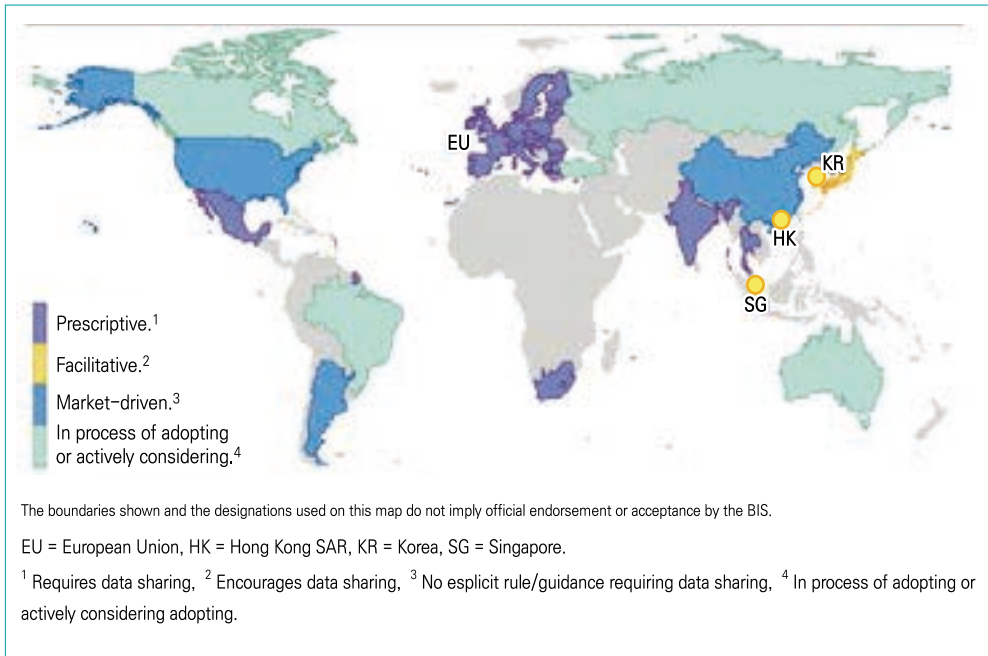 EU
KR
HK
SG
Prescriptive.¹
Facilitative.²
Market-driven.³
In process of adopting
or actively considering.⁴
The boundaries shown and the designations used on this map do not imply official endorsement or acceptance by the BIS.
EU = European Union, HK = Hong Kong SAR, KR = Korea, SG = Singapore.
¹ Requires data sharing, ² Encourages data sharing, ³ No esplicit rule/guidance requiring data sharing, ⁴ In process of adopting or
actively considering adopting.